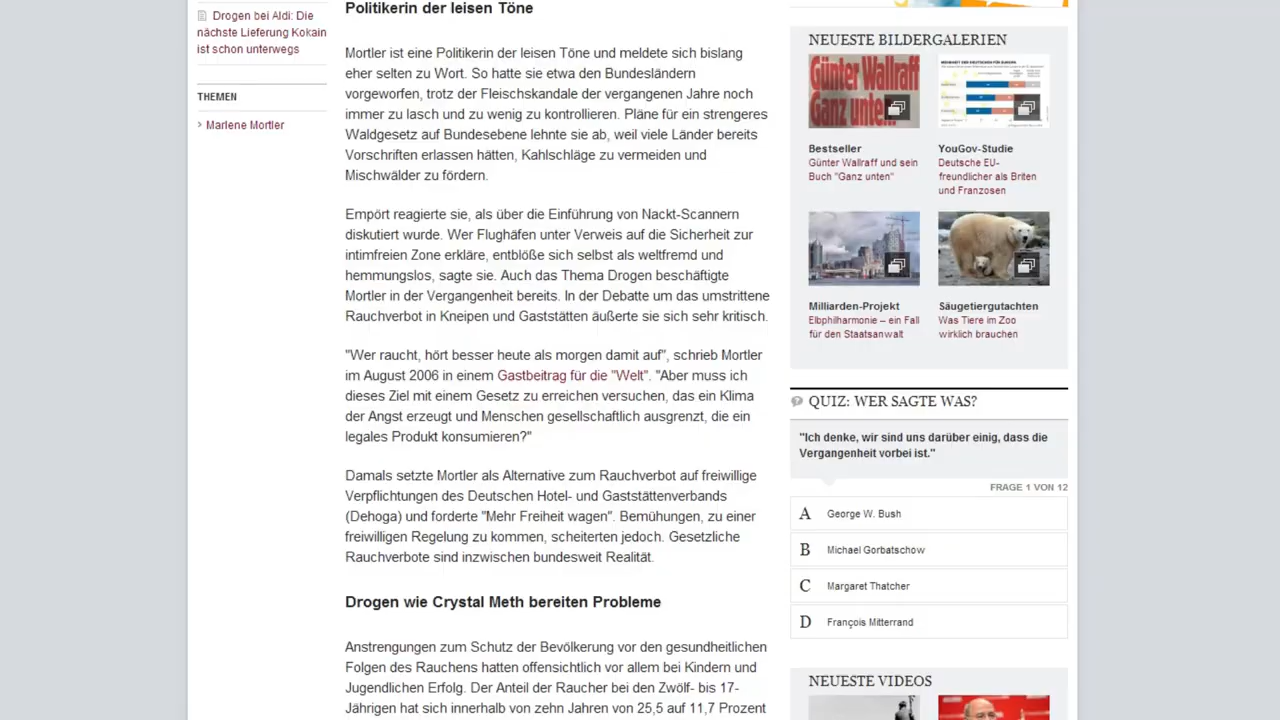 Drogen bei Aldi: Die
nächste Lieferung Kokain
ist schon unterwegs
THEMEN
Marlene Mortler
Politikerin der leisen Töne
Mortler ist eine Politikerin der leisen Töne und meldete sich bislang
eher selten zu Wort. So hatte sie etwa den Bundesländern
vorgeworfen, trotz der Fleischskandale der vergangenen Jahre noch
immer zu lasch und zu wenig zu kontrollieren. Pläne für ein strengeres
Waldgesetz auf Bundesebene lehnte sie ab, weil viele Länder bereits
Vorschriften erlassen hätten, Kahlschläge zu vermeiden und
Mischwälder zu fördern.
Empört reagierte sie, als über die Einführung von Nackt-Scannern
diskutiert wurde. Wer Flughäfen unter Verweis auf die Sicherheit zur
intimfreien Zone erkläre, entblöße sich selbst als weltfremd und
hemmungslos, sagte sie. Auch das Thema Drogen beschäftigte
Mortler in der Vergangenheit bereits. In der Debatte um das umstrittene
Rauchverbot in Kneipen und Gaststätten äußerte sie sich sehr kritisch.
"Wer raucht, hört besser heute als morgen damit auf", schrieb Mortler
im August 2006 in einem Gastbeitrag für die "Welt". "Aber muss ich
dieses Ziel mit einem Gesetz zu erreichen versuchen, das ein Klima
der Angst erzeugt und Menschen gesellschaftlich ausgrenzt, die ein
legales Produkt konsumieren?"
Damals setzte Mortler als Alternative zum Rauchverbot auf freiwillige
Verpflichtungen des Deutschen Hotel- und Gaststättenverbands
(Dehoga) und forderte "Mehr Freiheit wagen". Bemühungen, zu einer
freiwilligen Regelung zu kommen, scheiterten jedoch. Gesetzliche
Rauchverbote sind inzwischen bundesweit Realität.
Drogen wie Crystal Meth bereiten Probleme
Anstrengungen zum Schutz der Bevölkerung vor den gesundheitlichen
Folgen des Rauchens hatten offensichtlich vor allem bei Kindern und
Jugendlichen Erfolg. Der Anteil der Raucher bei den Zwölf- bis 17-
Jährigen hat sich innerhalb von zehn Jahren von 25,5 auf 11,7 Prozent
NEUESTE BILDERGALERIEN
Günter Wallraff
Ganz unten
Bestseller
Günter Wallraff und sein
Buch "Ganz unten"
YouGov-Studie
Deutsche EU-
freundlicher als Briten
und Franzosen
Milliarden-Projekt
Elbphilharmonie – ein Fall
für den Staatsanwalt
Säugetiergutachten
Was Tiere im Zoo
wirklich brauchen
QUIZ: WER SAGTE WAS?
"Ich denke, wir sind uns darüber einig, dass die
Vergangenheit vorbei ist."
FRAGE 1 VON 12
A George W. Bush
B Michael Gorbatschow
C Margaret Thatcher
D François Mitterrand
NEUESTE VIDEOS